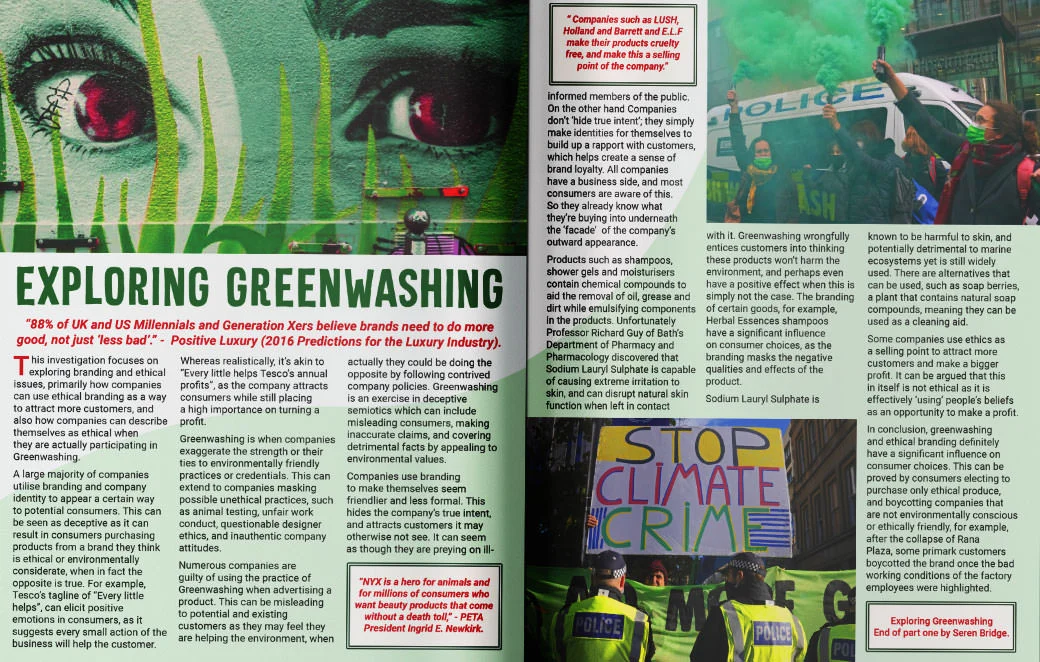 EXPLORING GREENWASHING
"88% of UK and US Millennials and Generation Xers believe brands need to do more
good, not just 'less bad'." - Positive Luxury (2016 Predictions for the Luxury Industry).
This investigation focuses on
exploring branding and ethical
issues, primarily how companies
can use ethical branding as a way
to attract more customers, and
also how companies can describe
themselves as ethical when
they are actually participating in
Greenwashing.
A large majority of companies
utilise branding and company
identity to appear a certain way
to potential consumers. This can
be seen as deceptive as it can
result in consumers purchasing
products from a brand they think
is ethical or environmentally
considerate, when in fact the
opposite is true. For example,
Tesco's tagline of "Every little
helps", can elicit positive
emotions in consumers, as it
suggests every small action of the
business will help the customer.
Whereas realistically, it's akin to
"Every little helps Tesco's annual
profits", as the company attracts
consumers while still placing
a high importance on turning a
profit.
Greenwashing is when companies
exaggerate the strength or their
ties to environmentally friendly
practices or credentials. This can
extend to companies masking
possible unethical practices, such
as animal testing, unfair work
conduct, questionable designer
ethics, and inauthentic company
attitudes.
Numerous companies are
guilty of using the practice of
Greenwashing when advertising a
product. This can be misleading
to potential and existing
customers as they may feel they
are helping the environment, when
actually they could be doing the
opposite by following contrived
company policies. Greenwashing
is an exercise in deceptive
semiotics which can include
misleading consumers, making
inaccurate claims, and covering
detrimental facts by appealing to
environmental values.
Companies use branding
to make themselves seem
friendlier and less formal. This
hides the company's true intent,
and attracts customers it may
otherwise not see. It can seem
as though they are preying on ill-
"NYX is a hero for animals and
for millions of consumers who
want beauty products that come
without a death toll," - PETA
President Ingrid E. Newkirk.
" Companies such as LUSH,
Holland and Barrett and E.L.F
make their products cruelty
free, and make this a selling
point of the company."
informed members of the public.
On the other hand Companies
don't 'hide true intent'; they simply
make identities for themselves to
build up a rapport with customers,
which helps create a sense of
brand loyalty. All companies
have a business side, and most
consumers are aware of this.
So they already know what
they're buying into underneath
the 'facade' of the company's
outward appearance.
Products such as shampoos,
shower gels and moisturisers
contain chemical compounds to
aid the removal of oil, grease and
dirt while emulsifying components
in the products. Unfortunately
Professor Richard Guy of Bath's
Department of Pharmacy and
Pharmacology discovered that
Sodium Lauryl Sulphate is capable
of causing extreme irritation to
skin, and can disrupt natural skin
function when left in contact
POLICE
ASH
with it. Greenwashing wrongfully
entices customers into thinking
these products won't harm the
environment, and perhaps even
have a positive effect when this is
simply not the case. The branding
of certain goods, for example,
Herbal Essences shampoos
have a significant influence
on consumer choices, as the
branding masks the negative
qualities and effects of the
product.
Sodium Lauryl Sulphate is
known to be harmful to skin, and
potentially detrimental to marine
ecosystems yet is still widely
used. There are alternatives that
can be used, such as soap berries,
a plant that contains natural soap
compounds, meaning they can be
used as a cleaning aid.
Some companies use ethics as
a selling point to attract more
customers and make a bigger
profit. It can be argued that this
in itself is not ethical as it is
effectively 'using' people's beliefs
as an opportunity to make a profit.
In conclusion, greenwashing
and ethical branding definitely
have a significant influence on
consumer choices. This can be
proved by consumers electing to
purchase only ethical produce,
and boycotting companies that
are not environmentally conscious
or ethically friendly, for example,
after the collapse of Rana
Plaza, some primark customers
boycotted the brand once the bad
working conditions of the factory
employees were highlighted.
STOP
CLIMATE
CRIME
POLICE
POLICE
Exploring Greenwashing
End of part one by Seren Bridge.